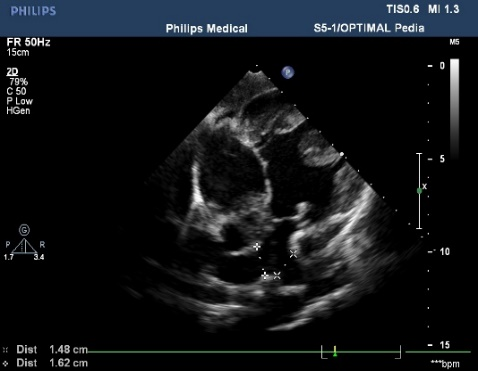 PHILIPS
TIS0.6 MI 1.3
Philips Medical S5-1/OPTIMAL Pedia
FR 50Hz
15cm
M5
2D
79%
C 50
P Low
HGen
0
5
X
G
P R
1.7 3.4
10
15
Dist 1.48 cm
Dist 1.62 cm
***bpm